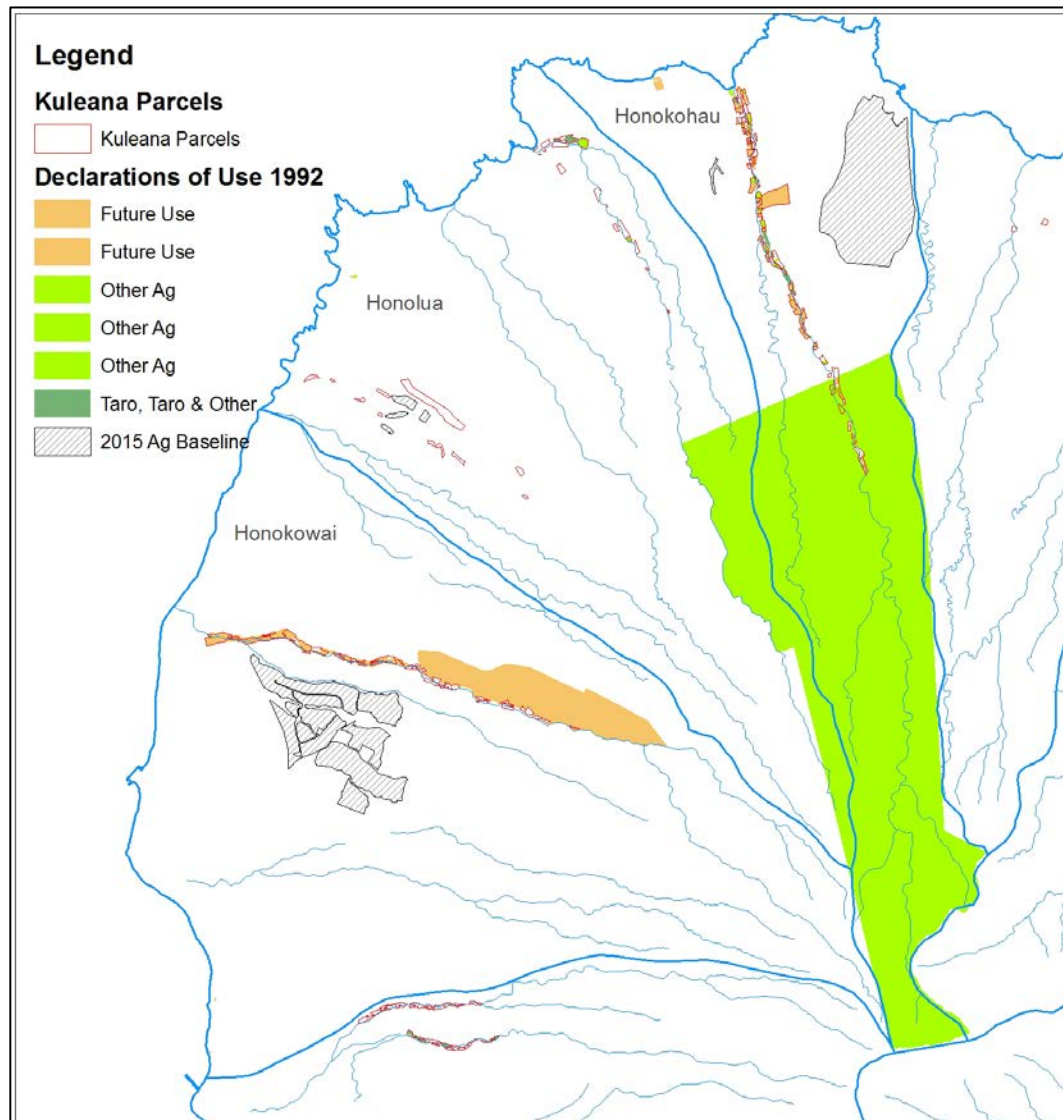 Legend
Kuleana Parcels
Kuleana Parcels
Declarations of Use 1992
Future Use
Future Use
Other Ag
Other Ag
Other Ag
Taro, Taro & Other
2015 Ag Baseline
Honokohau
Honolua
Honokowai